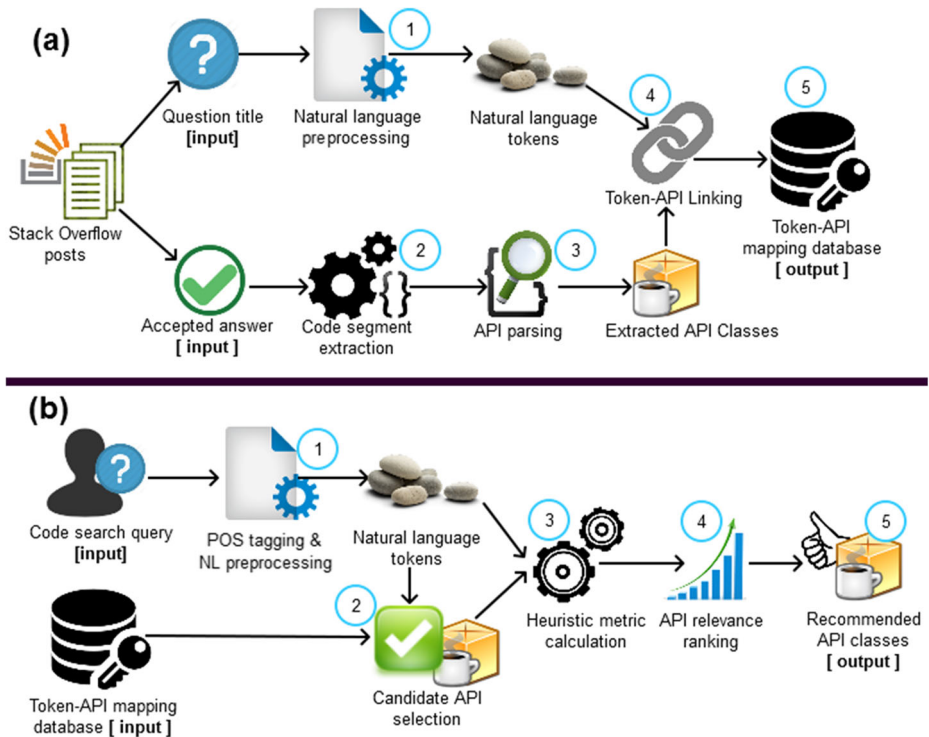 (a)
1
4
5
2
3
Question title
[input]
Natural language
preprocessing
Natural language
tokens
Stack Overflow
posts
Token-API Linking
Token-API
mapping database
[ output ]
Accepted answer
[ input ]
Code segment
extraction
API parsing
Extracted API Classes
(b)
1
Code search query
[input]
POS tagging &
NL preprocessing
Natural language
tokens
2
3
4
5
Heuristic metric
calculation
API relevance
ranking
Recommended
API classes
[ output ]
Token-API mapping
database [ input ]
Candidate API
selection